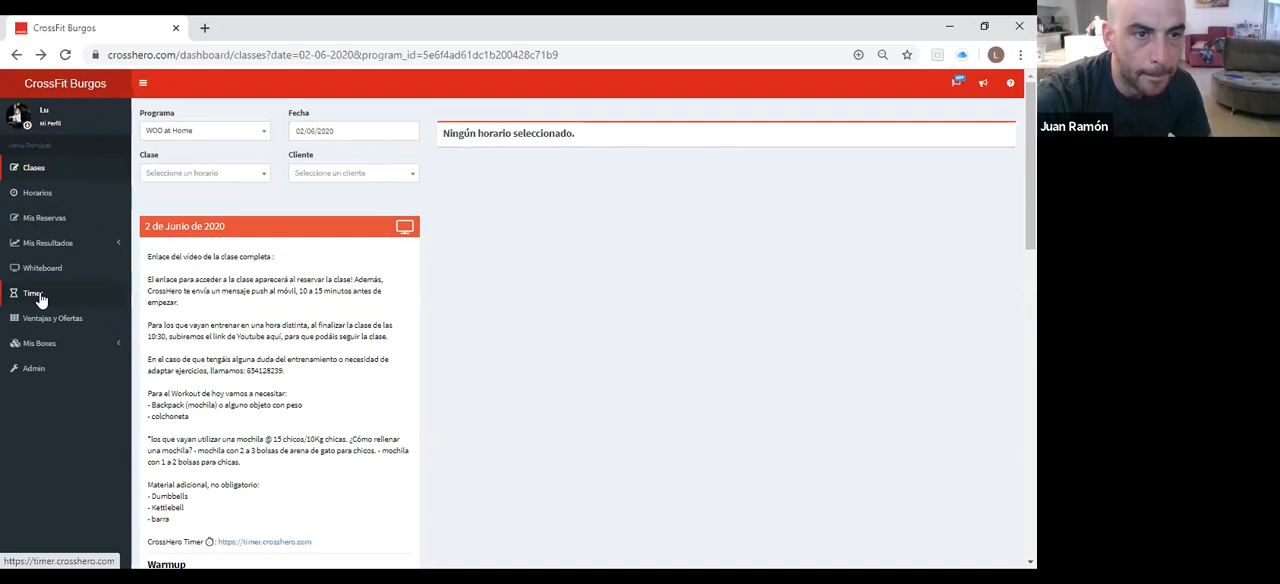 CrossFit Burgos
crosshero.com/dashboard/classes?date=02-06-2020&program_id=5e6f4ad61dc1b200428c71b9
L
CrossFit Burgos
Lu
Mi Perfil
Menu Principal
Clases
Horarios
Mis Reservas
Mis Resultados
Whiteboard
Timer
Ventajas y Ofertas
Mis Boxes
Admin
Programa
Fecha
WOD at Home
02/06/2020
Clase
Cliente
Seleccione un horario
Seleccione un cliente
Ningún horario seleccionado.
2 de Junio de 2020
Enlace del vídeo de la clase completa :
El enlace para acceder a la clase aparecerá al reservar la clase! Además,
CrossHero te envía un mensaje push al móvil, 10 a 15 minutos antes de
empezar.
Para los que vayan entrenar en una hora distinta, al finalizar la clase de las
10:30, subiremos el link de Youtube aquí, para que podáis seguir la clase.
En el caso de que tengáis alguna duda del entrenamiento o necesidad de
adaptar ejercicios, llamamos: 654128239.
Para el Workout de hoy vamos a necesitar:
- Backpack (mochila) o alguno objeto con peso
- colchoneta
*los que vayan utilizar una mochila @ 15 chicos/10Kg chicas. ¿Cómo rellenar
una mochila? - mochila con 2 a 3 bolsas de arena de gato para chicos. - mochila
con 1 a 2 bolsas para chicas.
Material adicional, no obligatorio:
- Dumbbells
- Kettlebell
- barra
CrossHero Timer ⏱: https://timer.crosshero.com
Warmup
https://timer.crosshero.com
Juan Ramón